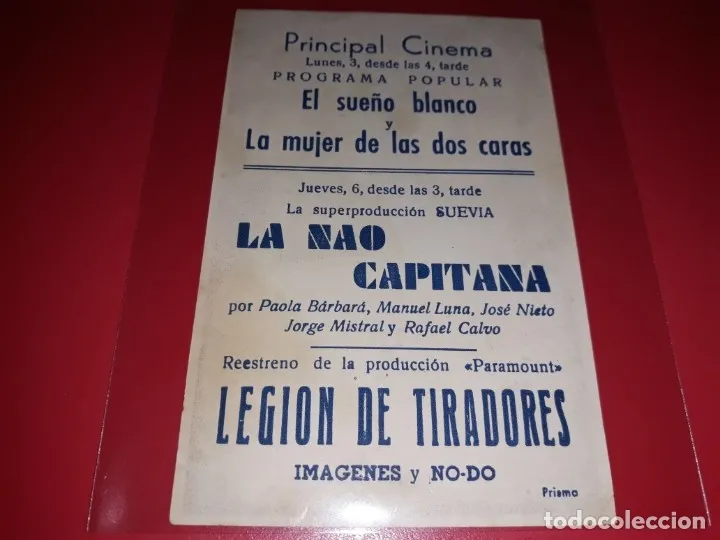 Principal Cinema
Lunes, 3, desde las 4, tarde
PROGRAMA POPULAR
El sueño blanco
y
La mujer de las dos caras
Jueves, 6, desde las 3, tarde
La superproducción SUEVIA
LA NAO
CAPITANA
por Paola Bárbará, Manuel Luna, José Nieto
Jorge Mistral y Rafael Calvo
Reestreno de la producción «Paramount»
LEGION DE TIRADORES
IMAGENES y NO-DO
Prisma
todocoleccion